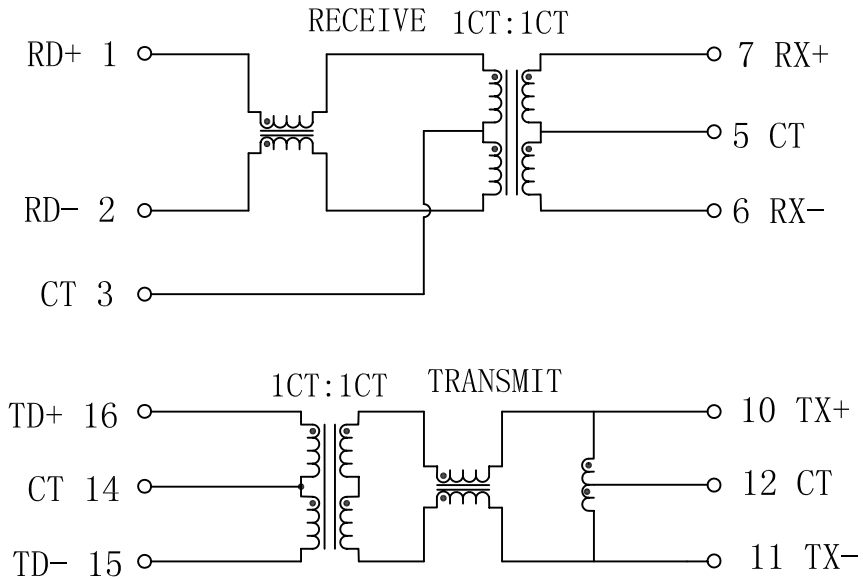 RECEIVE 1CT:1CT
RD+ 1
7 RX+
5 CT
RD- 2
6 RX-
CT 3
1CT:1CT TRANSMIT
TD+ 16
10 TX+
CT 14
12 CT
TD- 15
11 TX-